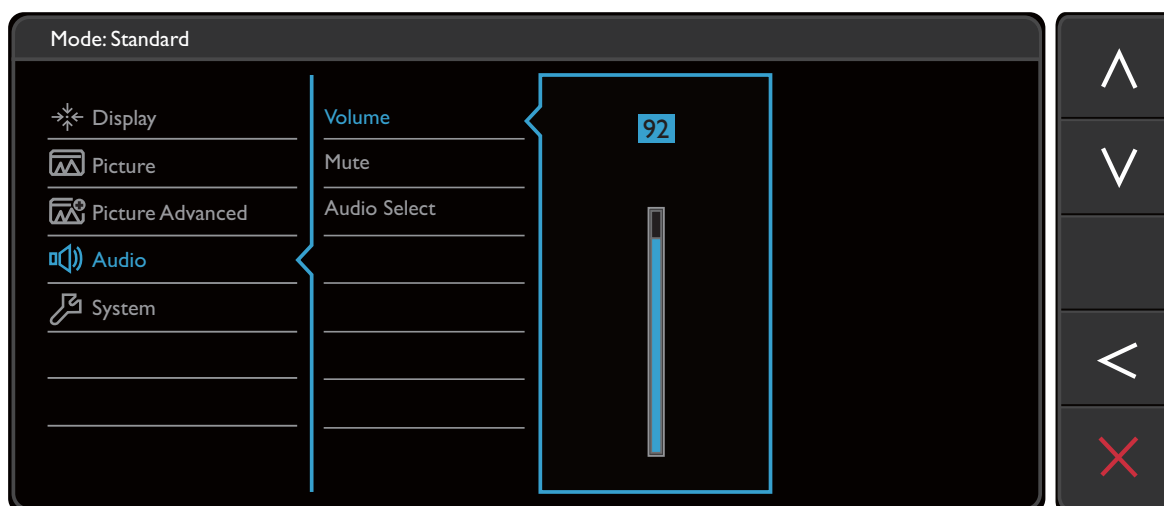 Mode: Standard
Display
Picture
Picture Advanced
Audio
System
Volume
Mute
Audio Select
92